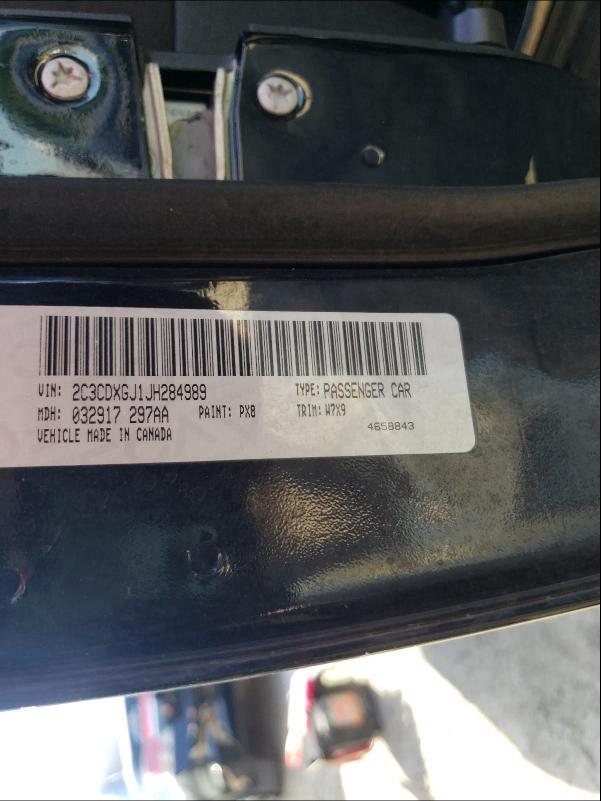 VIN: 2C3CDXGJ1JH284989 TYPE: PASSENGER CAR
MDH: 032917 297AA PAINT: PX8 TRIM: W7X9
VEHICLE MADE IN CANADA 4658843